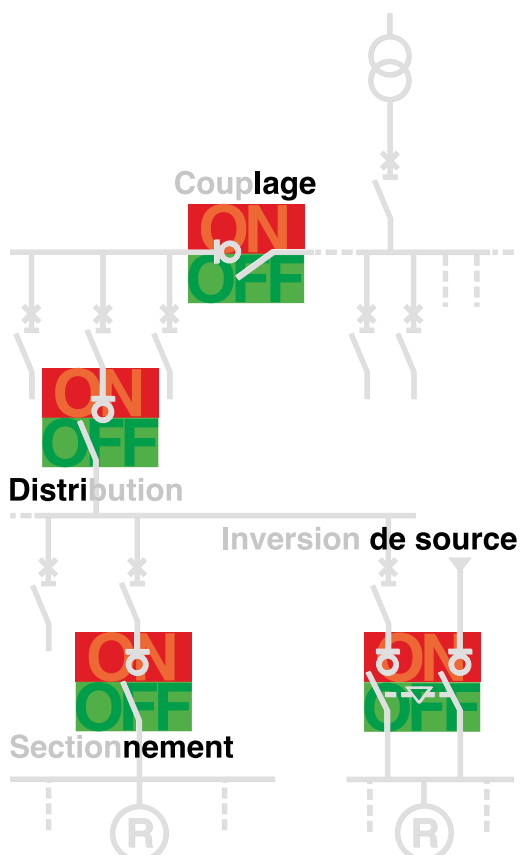 Couplage
ON
OFF
ON
OFF
Distribution
Inversion de source
ON
OFF
ON
OFF
Sectionnement
R
R